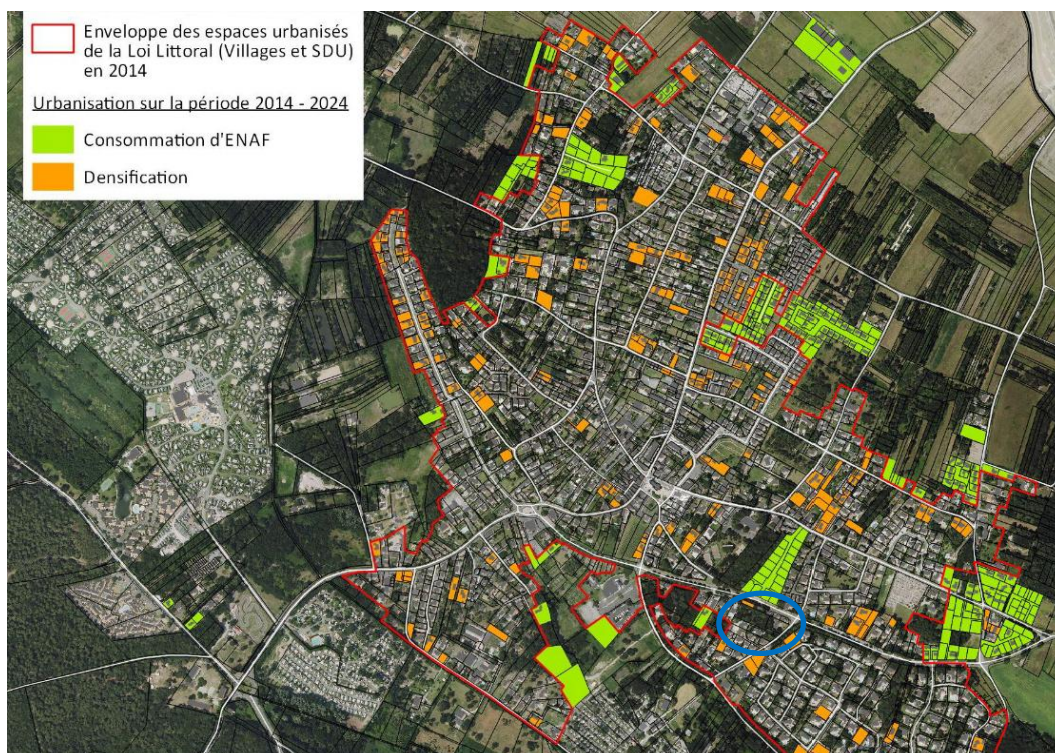 Enveloppe des espaces urbanisés
de la Loi Littoral (Villages et SDU)
en 2014
Urbanisation sur la période 2014 - 2024
Consommation d'ENAF
Densification